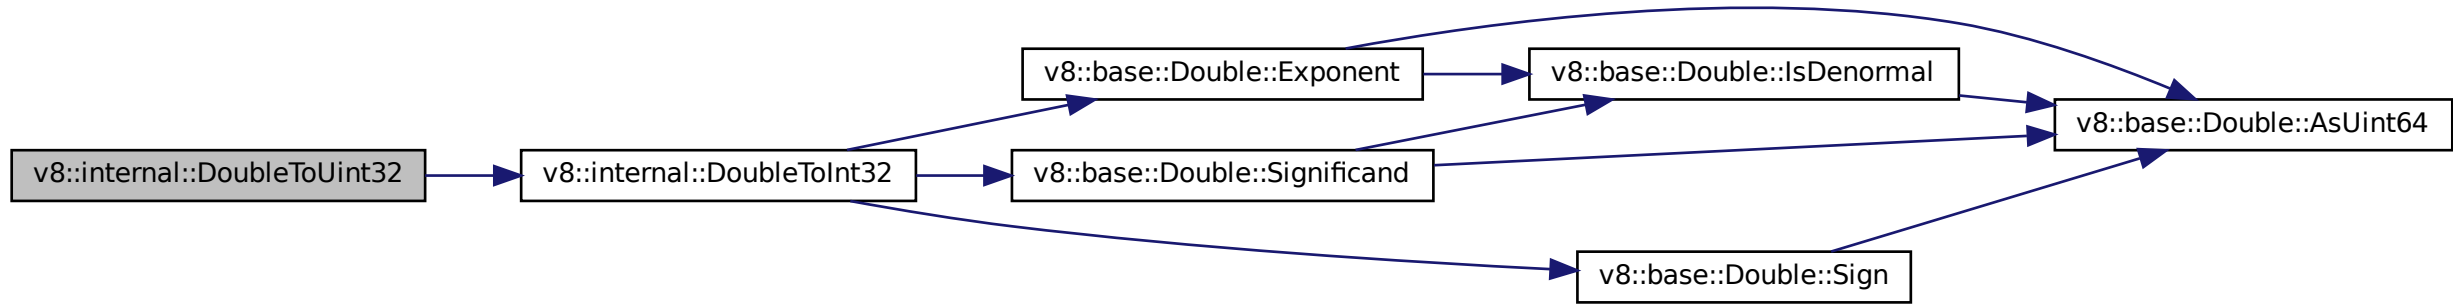 v8::internal::DoubleToUint32
v8::internal::DoubleToInt32
v8::base::Double::Exponent
v8::base::Double::Significand
v8::base::Double::Sign
v8::base::Double::IsDenormal
v8::base::Double::AsUint64